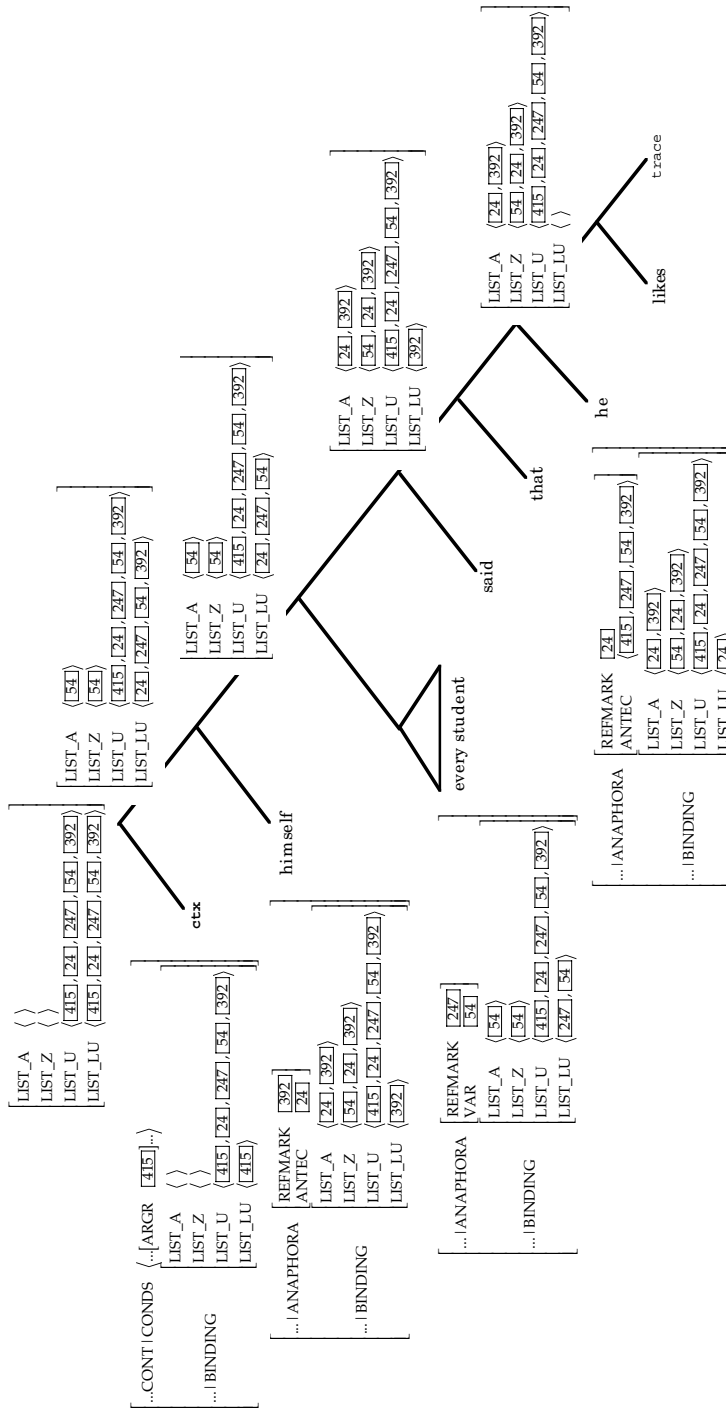 [LIST_A ⟨ ⟩
LIST_Z ⟨ ⟩
LIST_U ⟨415, 24, 247, 54, 392⟩
LIST_LU ⟨415, 24, 247, 54, 392⟩]
ctx
...CONT|CONDS ⟨...[ARGR 415]...⟩
...|BINDING
[LIST_A ⟨ ⟩
LIST_Z ⟨ ⟩
LIST_U ⟨415, 24, 247, 54, 392⟩
LIST_LU ⟨415⟩]
[LIST_A ⟨54⟩
LIST_Z ⟨54⟩
LIST_U ⟨415, 24, 247, 54, 392⟩
LIST_LU ⟨24, 247, 54, 392⟩]
himself
...|ANAPHORA
[REFMARK 392
ANTEC 24]
...|BINDING
[LIST_A ⟨24, 392⟩
LIST_Z ⟨54, 24, 392⟩
LIST_U ⟨415, 24, 247, 54, 392⟩
LIST_LU ⟨392⟩]
[LIST_A ⟨54⟩
LIST_Z ⟨54⟩
LIST_U ⟨415, 24, 247, 54, 392⟩
LIST_LU ⟨24, 247, 54⟩]
every student
...|ANAPHORA
[REFMARK 247
VAR 54]
...|BINDING
[LIST_A ⟨54⟩
LIST_Z ⟨54⟩
LIST_U ⟨415, 24, 247, 54, 392⟩
LIST_LU ⟨247, 54⟩]
said
[LIST_A ⟨24, 392⟩
LIST_Z ⟨54, 24, 392⟩
LIST_U ⟨415, 24, 247, 54, 392⟩
LIST_LU ⟨392⟩]
that
he
...|ANAPHORA
[REFMARK 24
ANTEC ⟨415, 247, 54, 392⟩]
...|BINDING
[LIST_A ⟨24, 392⟩
LIST_Z ⟨54, 24, 392⟩
LIST_U ⟨415, 24, 247, 54, 392⟩
LIST_LU ⟨24⟩]
[LIST_A ⟨24, 392⟩
LIST_Z ⟨54, 24, 392⟩
LIST_U ⟨415, 24, 247, 54, 392⟩
LIST_LU ⟨ ⟩]
likes
trace